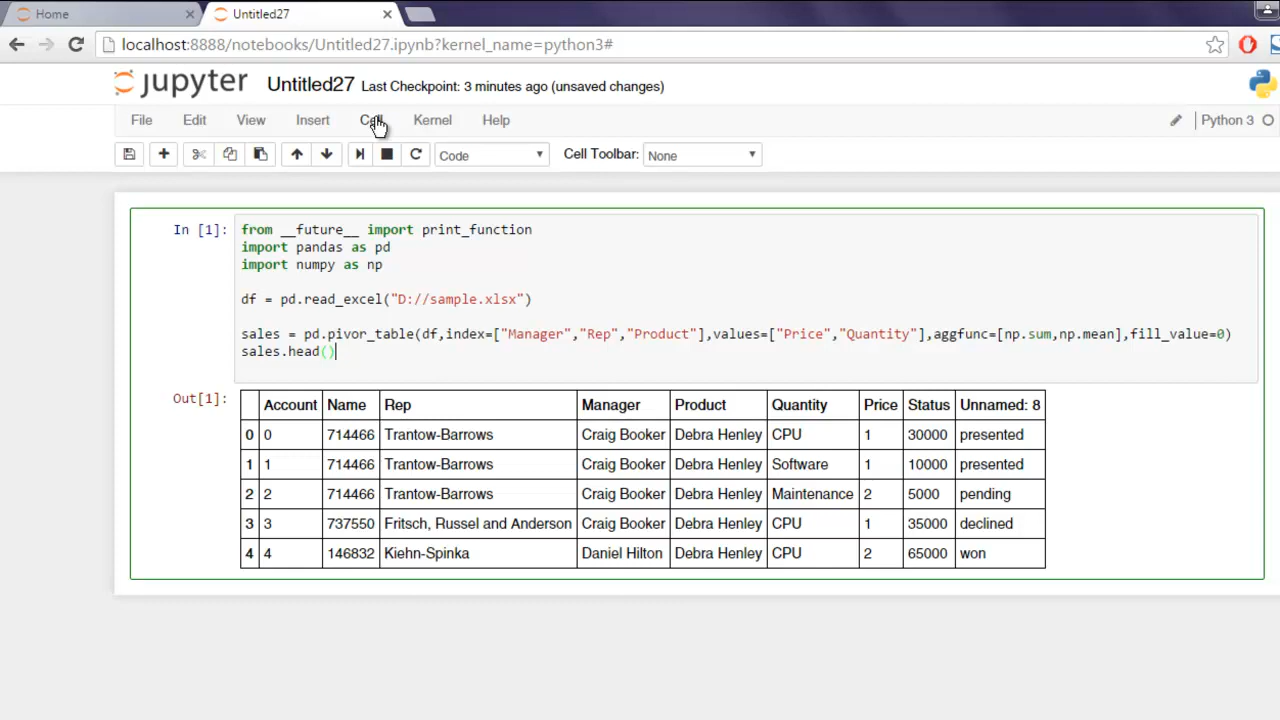 Home
Untitled27
localhost:8888/notebooks/Untitled27.ipynb?kernel_name=python3#
jupyter Untitled27 Last Checkpoint: 3 minutes ago (unsaved changes)
File Edit View Insert Cell Kernel Help Python 3
Code Cell Toolbar: None
In [1]: from __future__ import print_function
import pandas as pd
import numpy as np
df = pd.read_excel("D://sample.xlsx")
sales = pd.pivor_table(df,index=["Manager","Rep","Product"],values=["Price","Quantity"],aggfunc=[np.sum,np.mean],fill_value=0)
sales.head()
Out[1]: Account Name Rep Manager Product Quantity Price Status Unnamed: 8
0 0 714466 Trantow-Barrows Craig Booker Debra Henley CPU 1 30000 presented
1 1 714466 Trantow-Barrows Craig Booker Debra Henley Software 1 10000 presented
2 2 714466 Trantow-Barrows Craig Booker Debra Henley Maintenance 2 5000 pending
3 3 737550 Fritsch, Russel and Anderson Craig Booker Debra Henley CPU 1 35000 declined
4 4 146832 Kiehn-Spinka Daniel Hilton Debra Henley CPU 2 65000 won